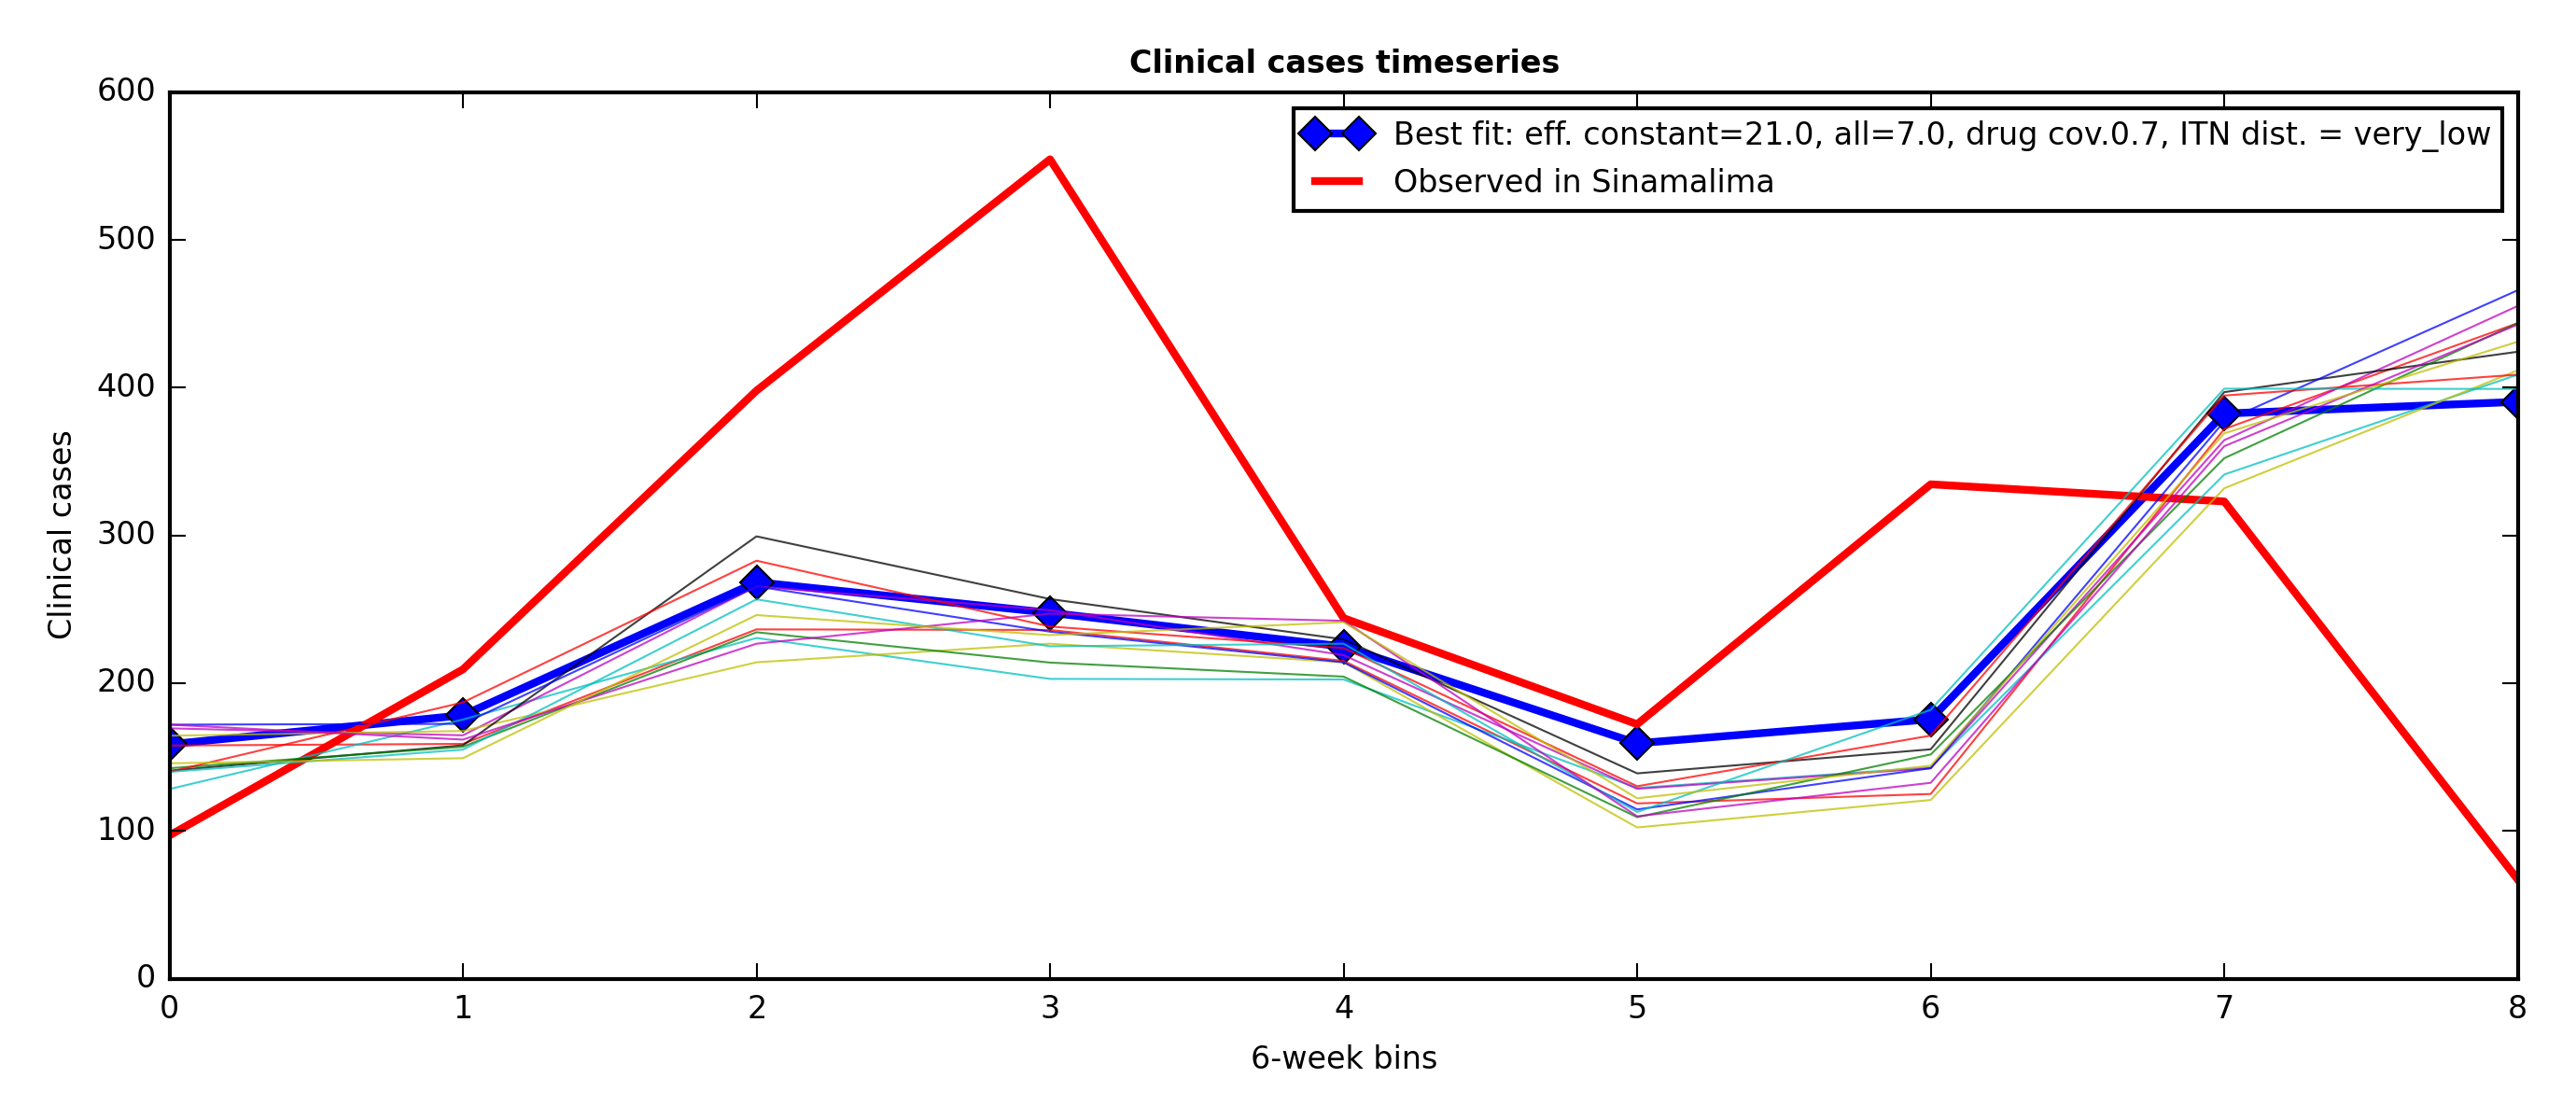 Clinical cases timeseries
600
500
400
300
200
100
0
Clinical cases
Best fit: eff. constant=21.0, all=7.0, drug cov.0.7, ITN dist. = very_low
Observed in Sinamalima
0 1 2 3 4 5 6 7 8
6-week bins